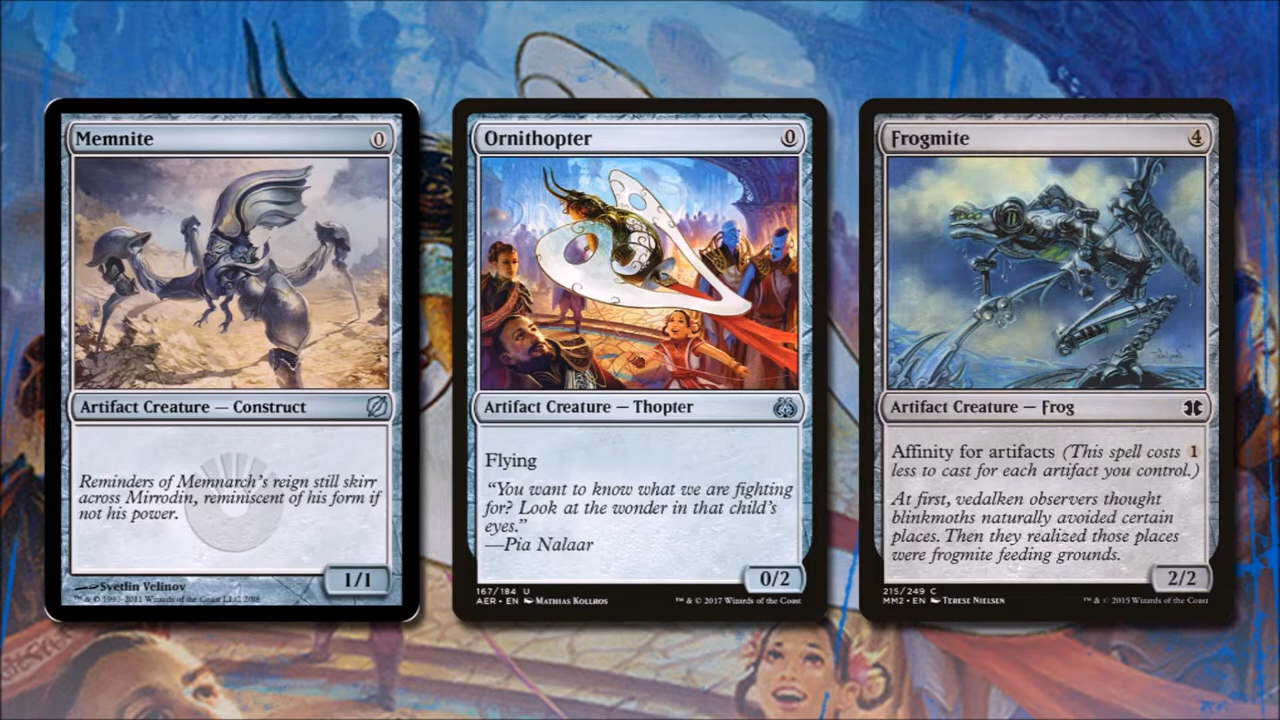 Memnite 0
Artifact Creature — Construct
Reminders of Memnarch's reign still skirr
across Mirrodin, reminiscent of his form if
not his power.
1/1
Svetlin Velinov
™ & © 1993-2011 Wizards of the Coast LLC 2/88
Ornithopter 0
Artifact Creature — Thopter
Flying
“You want to know what we are fighting
for? Look at the wonder in that child's
eyes.”
—Pia Nalaar
0/2
167/184 U
AER • EN Mathias Kollros ™ & © 2017 Wizards of the Coast
Frogmite 4
Artifact Creature — Frog
Affinity for artifacts (This spell costs 1
less to cast for each artifact you control.)
At first, vedalken observers thought
blinkmoths naturally avoided certain
places. Then they realized those places
were frogmite feeding grounds.
2/2
215/249 C
MM2 • EN Terese Nielsen ™ & © 2015 Wizards of the Coast